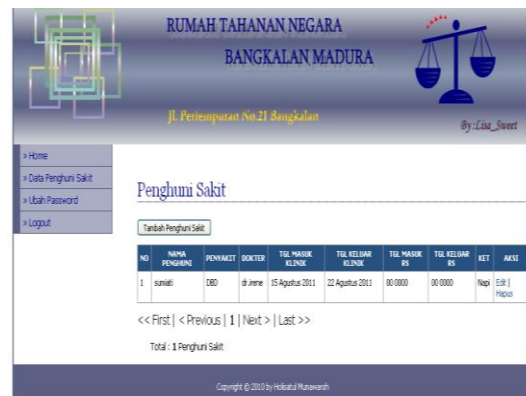 RUMAH TAHANAN NEGARA
BANGKALAN MADURA
Jl. Pertempuran No.21 Bangkalan
By :Lisa_Sweet
» Home
» Data Penghuni Sakit
» Ubah Password
» Logout
Penghuni Sakit
Tambah Penghuni Sakit
NO NAMA PENGHUNI PENYAKIT DOKTER TGL MASUK KLINIK TGL KELUAR KLINIK TGL MASUK RS TGL KELUAR RS KET AKSI
1 sumiati DBD dr.irene 15 Agustus 2011 22 Agustus 2011 00 0000 00 0000 Napi Edit |
Hapus
<< First | < Previous | 1 | Next > | Last >>
Total : 1 Penghuni Sakit
Copyright © 2010 by Holisatul Munawaroh